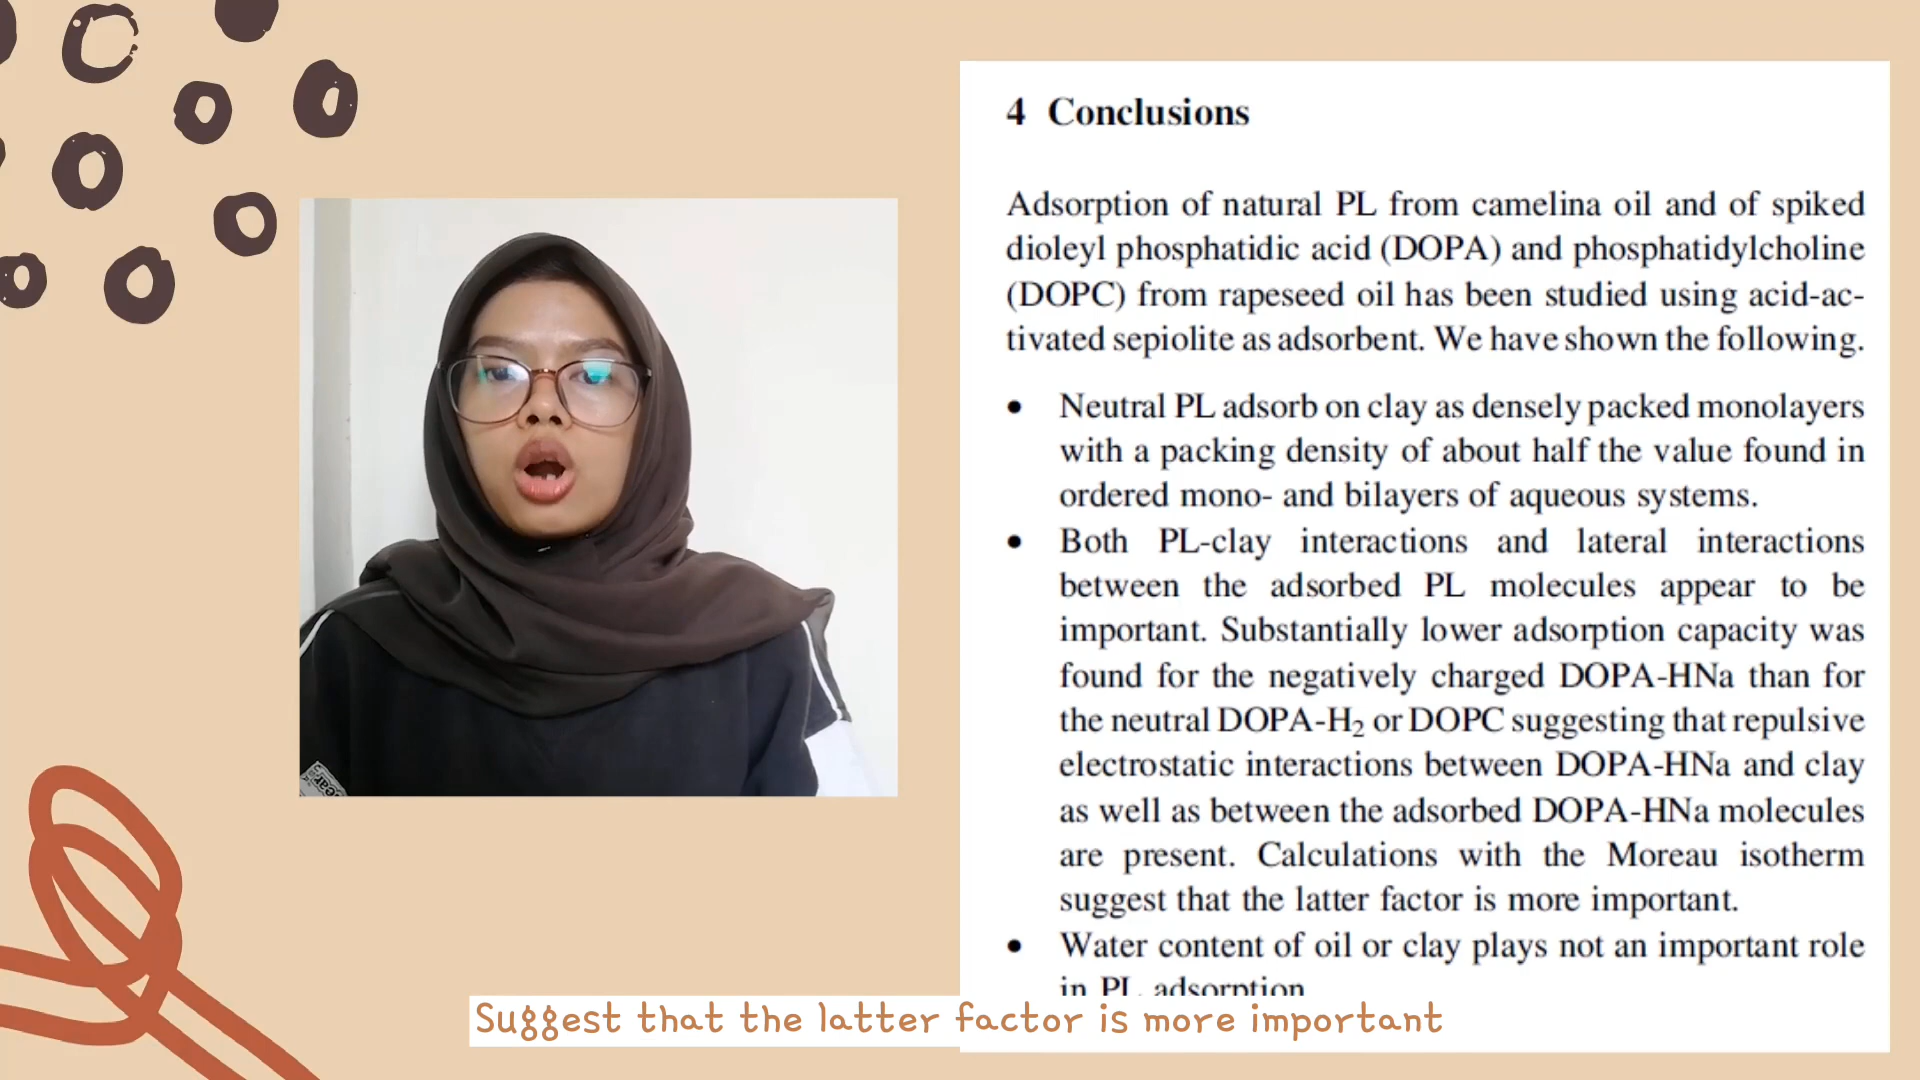 4 Conclusions
Adsorption of natural PL from camelina oil and of spiked
dioleyl phosphatidic acid (DOPA) and phosphatidylcholine
(DOPC) from rapeseed oil has been studied using acid-ac-
tivated sepiolite as adsorbent. We have shown the following.
• Neutral PL adsorb on clay as densely packed monolayers
with a packing density of about half the value found in
ordered mono- and bilayers of aqueous systems.
• Both PL-clay interactions and lateral interactions
between the adsorbed PL molecules appear to be
important. Substantially lower adsorption capacity was
found for the negatively charged DOPA-HNa than for
the neutral DOPA-H₂ or DOPC suggesting that repulsive
electrostatic interactions between DOPA-HNa and clay
as well as between the adsorbed DOPA-HNa molecules
are present. Calculations with the Moreau isotherm
suggest that the latter factor is more important.
• Water content of oil or clay plays not an important role
in PL adsorption
Suggest that the latter factor is more important